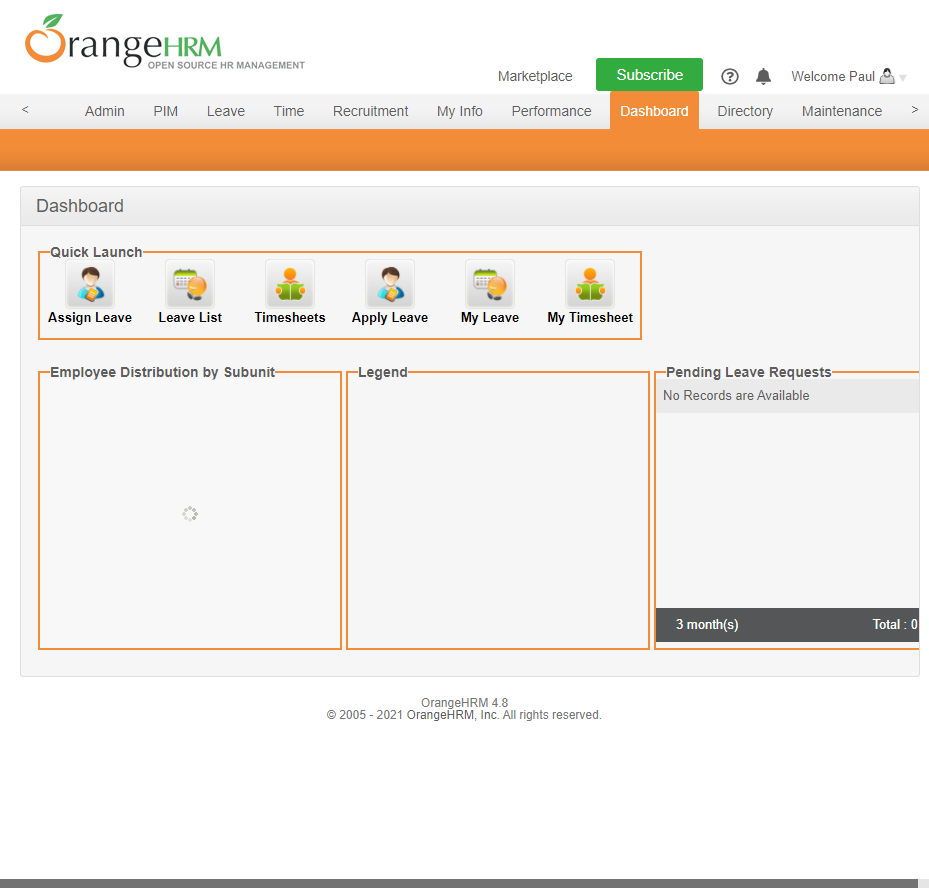 OrangeHRM
OPEN SOURCE HR MANAGEMENT
Marketplace Subscribe ? Welcome Paul
< Admin PIM Leave Time Recruitment My Info Performance Dashboard Directory Maintenance >
Dashboard
Quick Launch
Assign Leave Leave List Timesheets Apply Leave My Leave My Timesheet
Employee Distribution by Subunit Legend Pending Leave Requests
No Records are Available
3 month(s) Total : 0
OrangeHRM 4.8
© 2005 - 2021 OrangeHRM, Inc. All rights reserved.